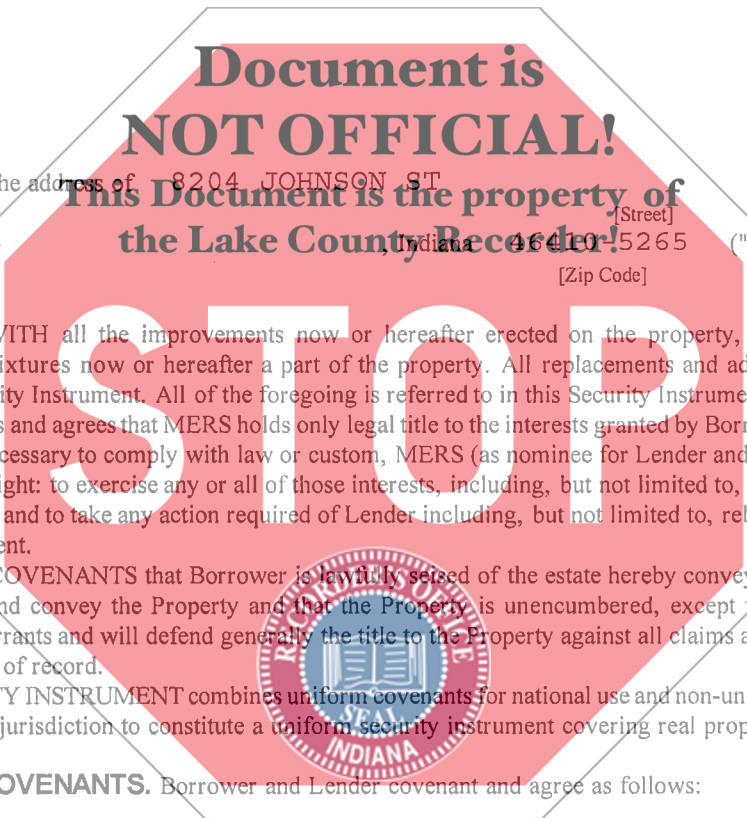 Document is
NOT OFFICIAL!
he address of 8204 JOHNSON ST
This Document is the property of
[Street]
the Lake County Recorder!
, Indiana 46410-5265 ("
[Zip Code]
STOP
WITH all the improvements now or hereafter erected on the property,
ixtures now or hereafter a part of the property. All replacements and ad
ity Instrument. All of the foregoing is referred to in this Security Instrume
s and agrees that MERS holds only legal title to the interests granted by Borr
cessary to comply with law or custom, MERS (as nominee for Lender and
ight: to exercise any or all of those interests, including, but not limited to,
and to take any action required of Lender including, but not limited to, rel
ent.
COVENANTS that Borrower is lawfully seised of the estate hereby convey
nd convey the Property and that the Property is unencumbered, except
rrants and will defend generally the title to the Property against all claims a
of record.
TY INSTRUMENT combines uniform covenants for national use and non-un
jurisdiction to constitute a uniform security instrument covering real prop
OVENANTS. Borrower and Lender covenant and agree as follows:
RECORDER'S OFFICE
SEAL
INDIANA